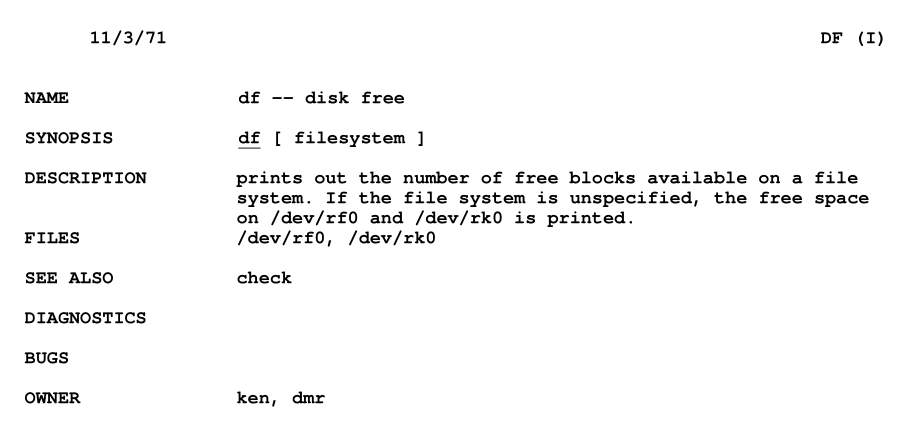 11/3/71 DF (I)
NAME df -- disk free
SYNOPSIS df [ filesystem ]
DESCRIPTION prints out the number of free blocks available on a file
system. If the file system is unspecified, the free space
on /dev/rf0 and /dev/rk0 is printed.
FILES /dev/rf0, /dev/rk0
SEE ALSO check
DIAGNOSTICS
BUGS
OWNER ken, dmr